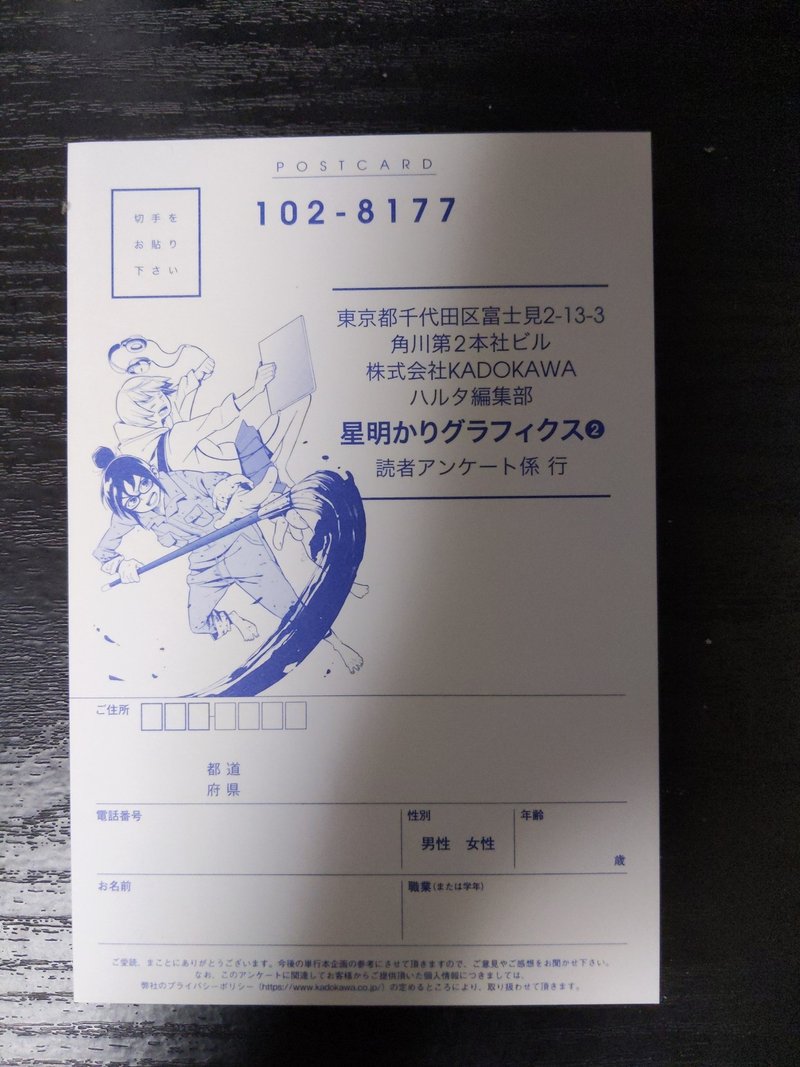 POSTCARD
102-8177
切手を
お貼り
下さい
東京都千代田区富士見2-13-3
角川第2本社ビル
株式会社KADOKAWA
ハルタ編集部
星明かりグラフィクス❷
読者アンケート係 行
ご住所
都 道
府 県
電話番号
性別
男性 女性
年齢
歳
お名前
職業(または学年)
ご愛読、まことにありがとうございます。今後の単行本企画の参考にさせて頂きますので、ご意見やご感想をお聞かせ下さい。
なお、このアンケートに関連してお客様からご提供頂いた個人情報につきましては、
弊社のプライバシーポリシー(https://www.kadokawa.co.jp/)の定めるところにより、取り扱わせて頂きます。